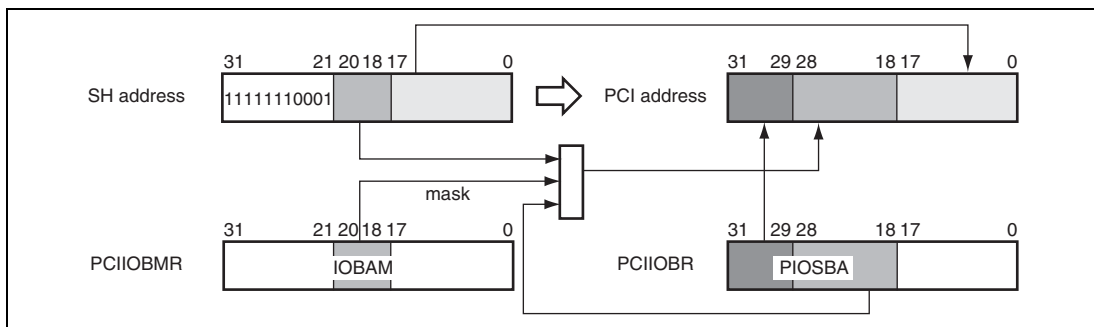 31 21 20 18 17 0
31 29 28 18 17 0
SH address
11111110001
PCI address
mask
31 21 20 18 17 0
31 29 28 18 17 0
PCIIOBMR
IOBAM
PCIIOBR
PIOSBA